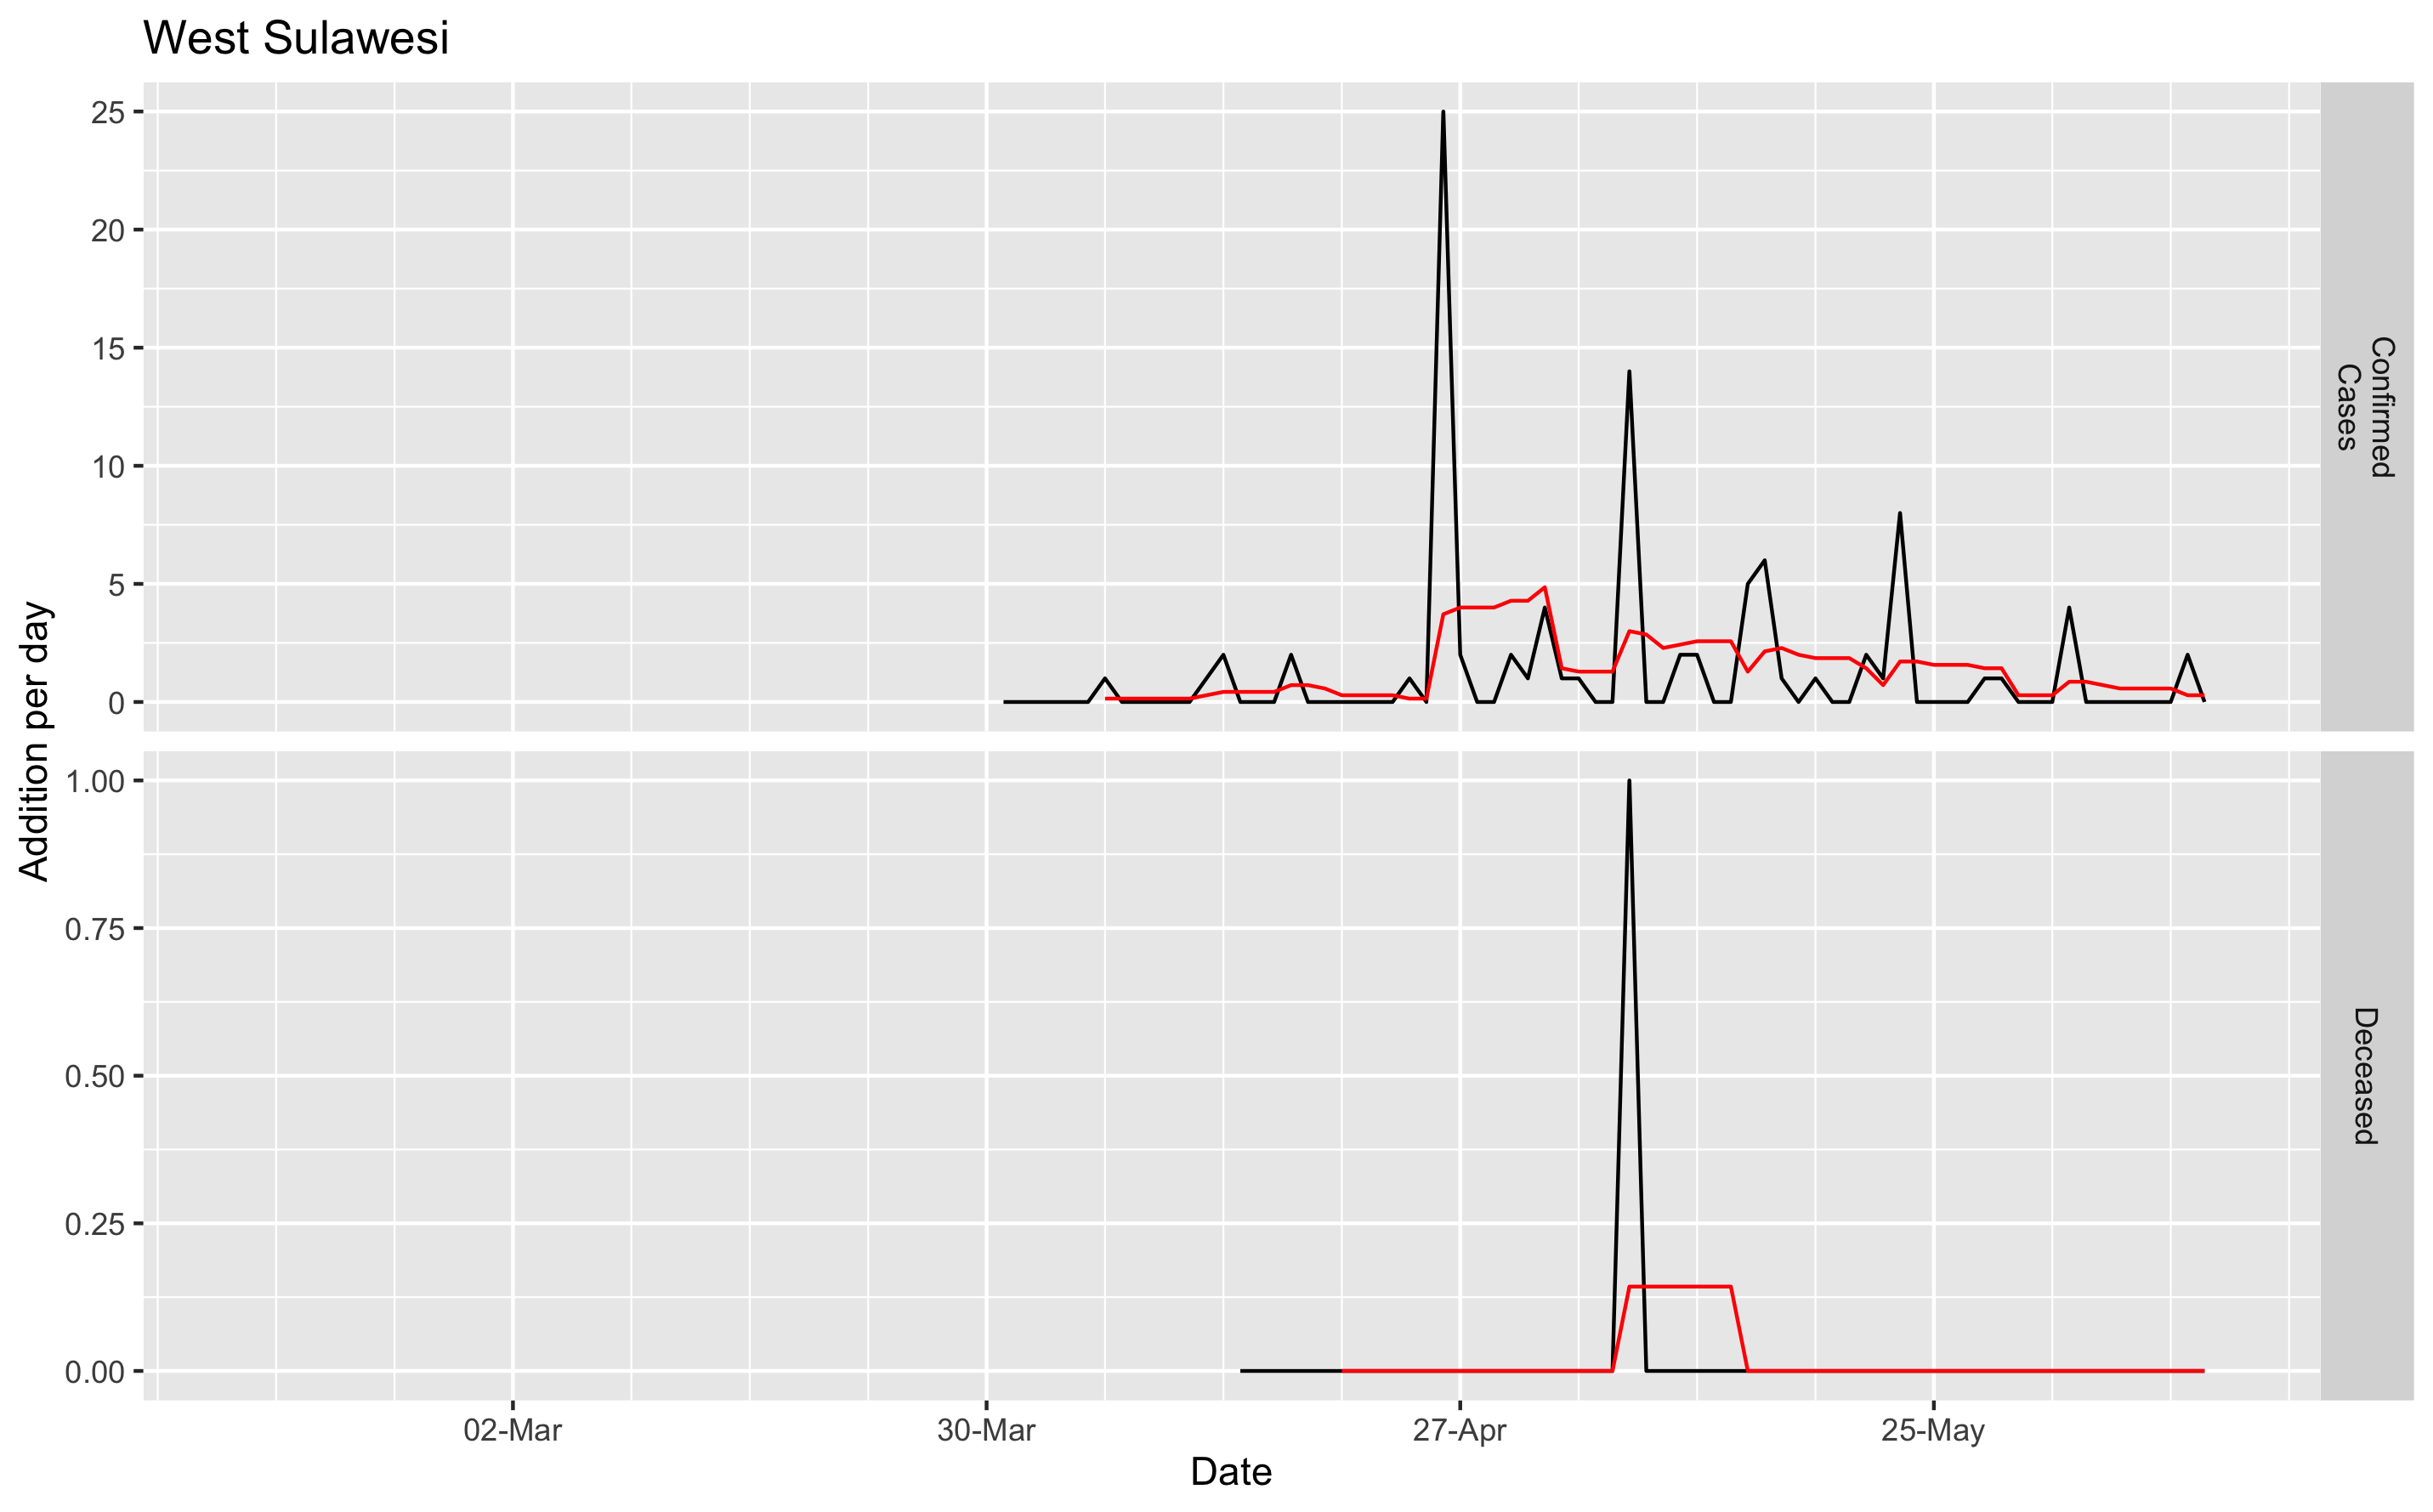 West Sulawesi
Addition per day
25
20
15
10
5
0
Confirmed
Cases
1.00
0.75
0.50
0.25
0.00
Deceased
02-Mar
30-Mar
27-Apr
25-May
Date